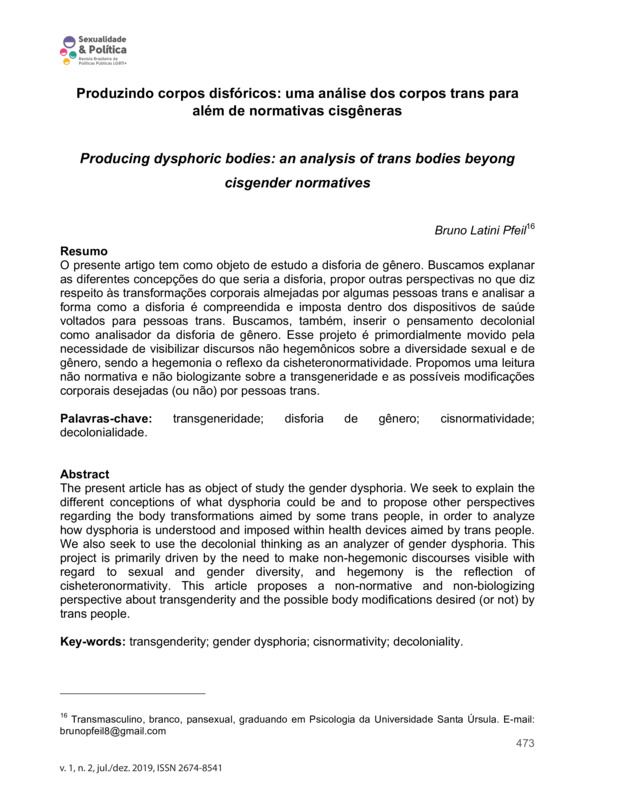 Sexualidade
& Política
Revista Brasileira de
Políticas Públicas LGBTI+
Produzindo corpos disfóricos: uma análise dos corpos trans para
além de normativas cisgêneras
Producing dysphoric bodies: an analysis of trans bodies beyong
cisgender normatives
Bruno Latini Pfeil16
Resumo
O presente artigo tem como objeto de estudo a disforia de gênero. Buscamos explanar
as diferentes concepções do que seria a disforia, propor outras perspectivas no que diz
respeito às transformações corporais almejadas por algumas pessoas trans e analisar a
forma como a disforia é compreendida e imposta dentro dos dispositivos de saúde
voltados para pessoas trans. Buscamos, também, inserir o pensamento decolonial
como analisador da disforia de gênero. Esse projeto é primordialmente movido pela
necessidade de visibilizar discursos não hegemônicos sobre a diversidade sexual e de
gênero, sendo a hegemonia o reflexo da cisheteronormatividade. Propomos uma leitura
não normativa e não biologizante sobre a transgeneridade e as possíveis modificações
corporais desejadas (ou não) por pessoas trans.
Palavras-chave: transgeneridade; disforia de gênero; cisnormatividade;
decolonialidade.
Abstract
The present article has as object of study the gender dysphoria. We seek to explain the
different conceptions of what dysphoria could be and to propose other perspectives
regarding the body transformations aimed by some trans people, in order to analyze
how dysphoria is understood and imposed within health devices aimed by trans people.
We also seek to use the decolonial thinking as an analyzer of gender dysphoria. This
project is primarily driven by the need to make non-hegemonic discourses visible with
regard to sexual and gender diversity, and hegemony is the reflection of
cisheteronormativity. This article proposes a non-normative and non-biologizing
perspective about transgenderity and the possible body modifications desired (or not) by
trans people.
Key-words: transgenderity; gender dysphoria; cisnormativity; decoloniality.
16 Transmasculino, branco, pansexual, graduando em Psicologia da Universidade Santa Úrsula. E-mail:
brunopfeil8@gmail.com
473
v. 1, n. 2, jul./dez. 2019, ISSN 2674-8541